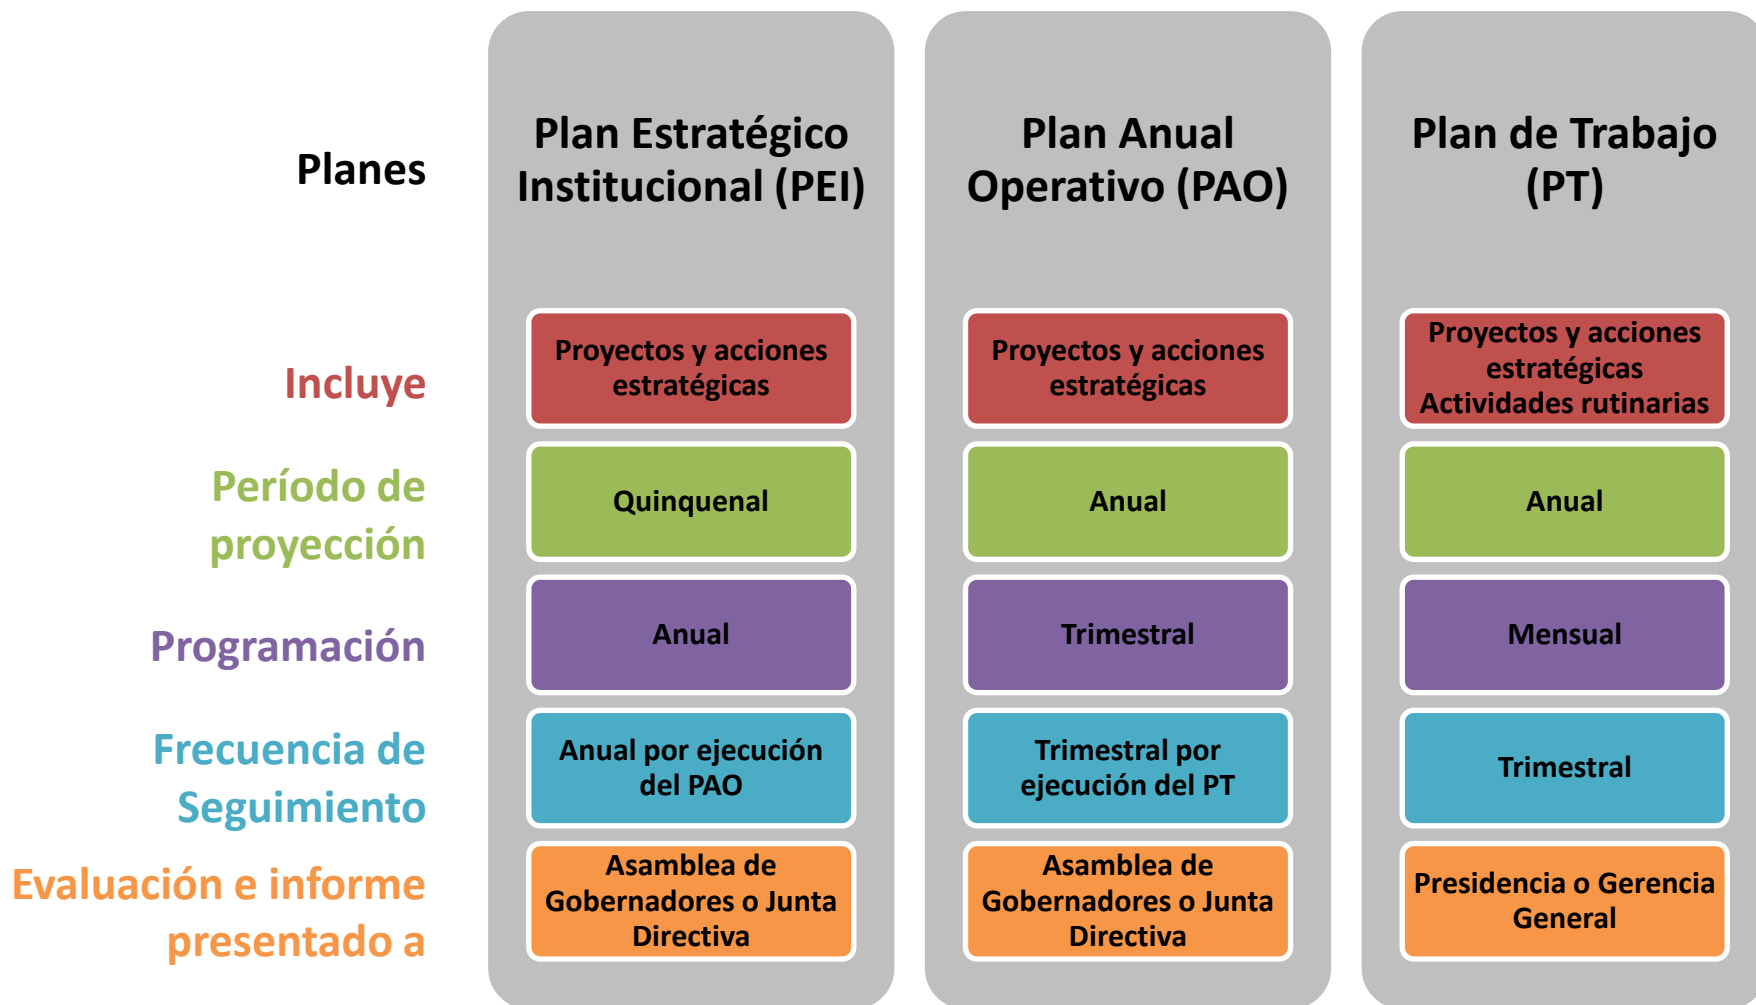 Planes
Plan Estratégico
Institucional (PEI)
Plan Anual
Operativo (PAO)
Plan de Trabajo
(PT)
Incluye
Proyectos y acciones
estratégicas
Proyectos y acciones
estratégicas
Proyectos y acciones
estratégicas
Actividades rutinarias
Período de
proyección
Quinquenal
Anual
Anual
Programación
Anual
Trimestral
Mensual
Frecuencia de
Seguimiento
Anual por ejecución
del PAO
Trimestral por
ejecución del PT
Trimestral
Evaluación e informe
presentado a
Asamblea de
Gobernadores o Junta
Directiva
Asamblea de
Gobernadores o Junta
Directiva
Presidencia o Gerencia
General